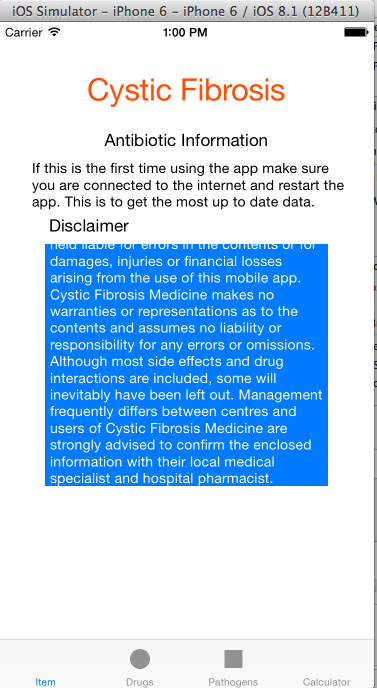 iOS Simulator - iPhone 6 - iPhone 6 / iOS 8.1 (12B411)
Carrier 1:00 PM
Cystic Fibrosis
Antibiotic Information
If this is the first time using the app make sure
you are connected to the internet and restart the
app. This is to get the most up to date data.
Disclaimer
held liable for errors in the contents or for
damages, injuries or financial losses
arising from the use of this mobile app.
Cystic Fibrosis Medicine makes no
warranties or representations as to the
contents and assumes no liability or
responsibility for any errors or omissions.
Although most side effects and drug
interactions are included, some will
inevitably have been left out. Management
frequently differs between centres and
users of Cystic Fibrosis Medicine are
strongly advised to confirm the enclosed
information with their local medical
specialist and hospital pharmacist.
Item Drugs Pathogens Calculator